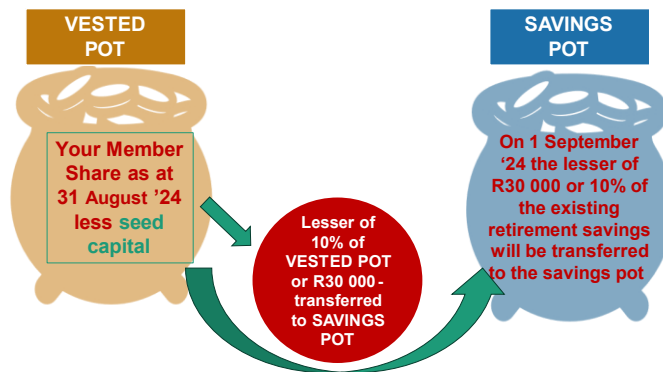 VESTED
POT
SAVINGS
POT
Your Member
Share as at
31 August ’24
less seed
capital
Lesser of
10% of
VESTED POT
or R30 000-
transferred
to SAVINGS
POT
On 1 September
‘24 the lesser of
R30 000 or 10% of
the existing
retirement savings
will be transferred
to the savings pot